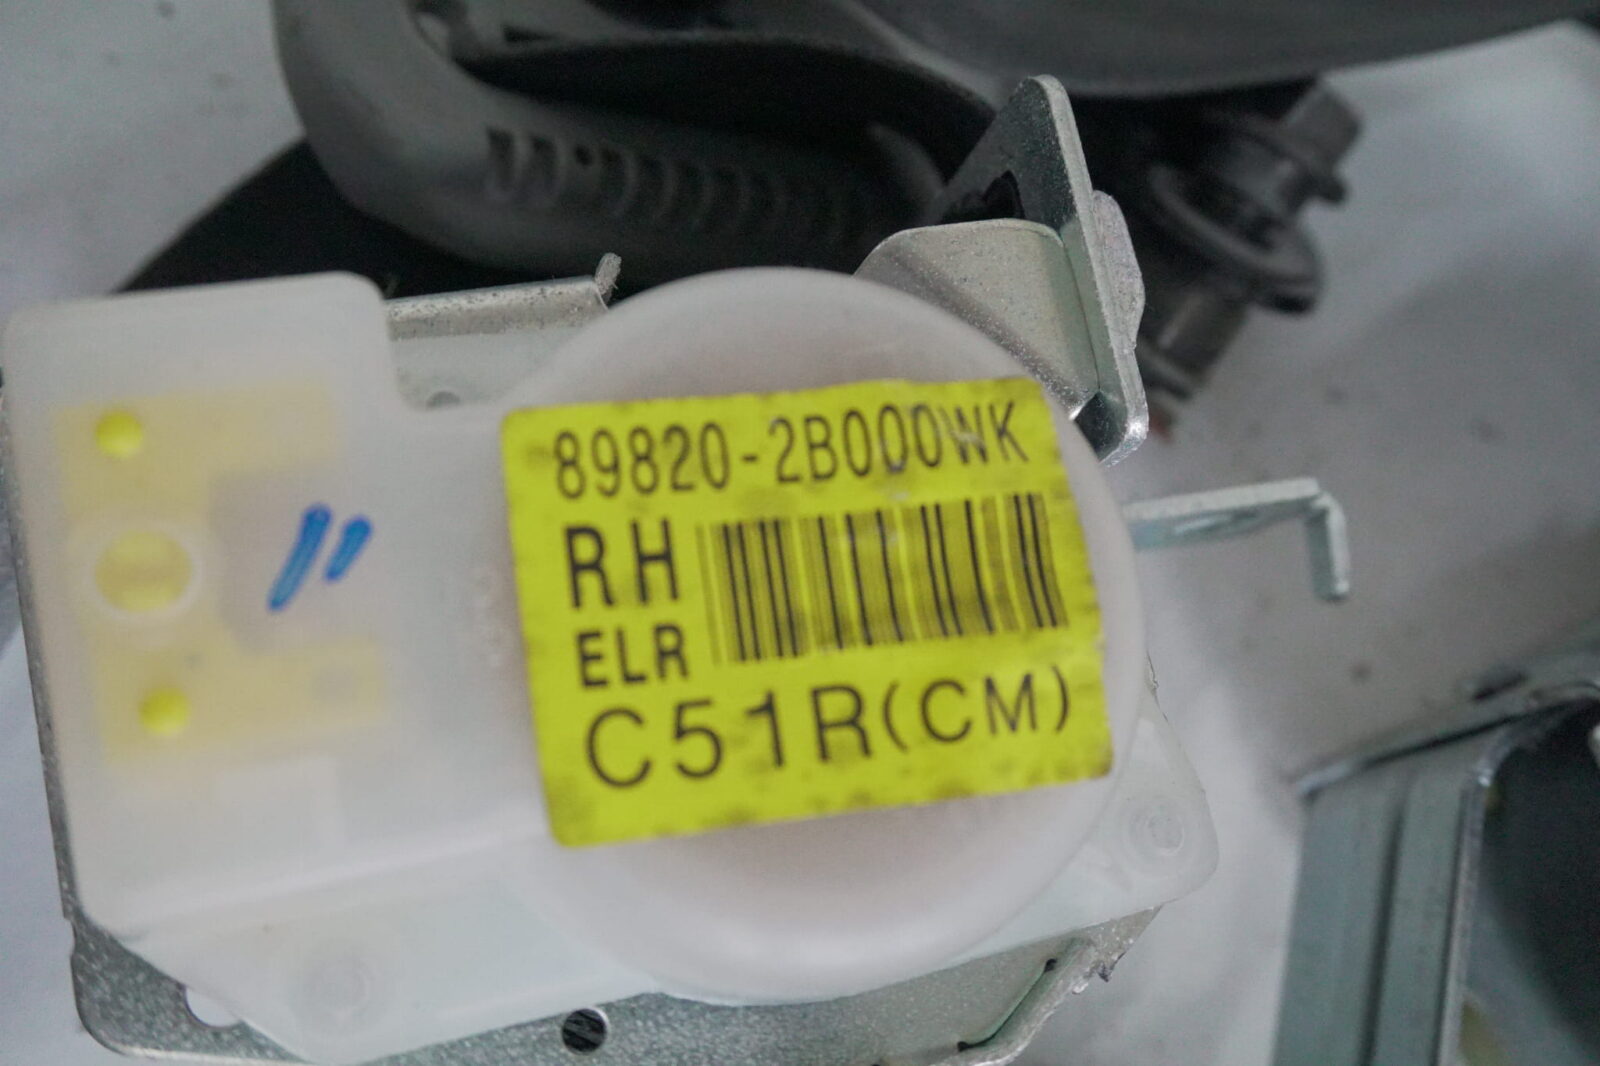 89820-2B000WK
RH
ELR
C51R(CM)